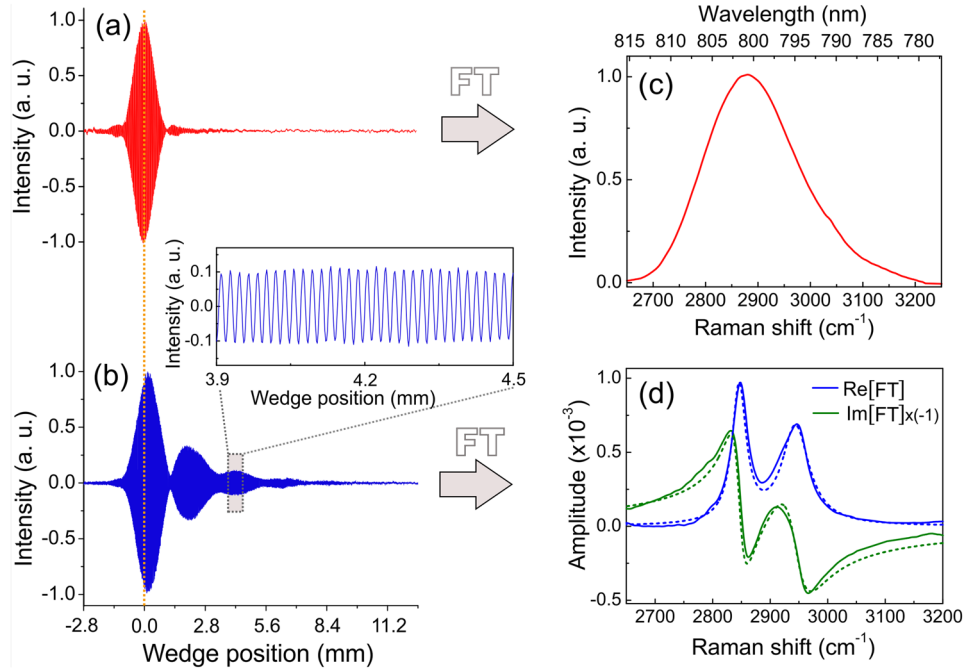 (a)
Intensity (a. u.)
1.0
0.5
0.0
-0.5
-1.0
FT
Wavelength (nm)
815 810 805 800 795 790 785 780
(c)
Intensity (a. u.)
1.0
0.5
0.0
2700 2800 2900 3000 3100 3200
Raman shift (cm⁻¹)
Intensity (a. u.)
0.1
0.0
-0.1
3.9 4.2 4.5
Wedge position (mm)
(b)
Intensity (a. u.)
1.0
0.5
0.0
-0.5
-1.0
-2.8 0.0 2.8 5.6 8.4 11.2
Wedge position (mm)
FT
(d)
Re[FT]
Im[FT]x(-1)
Amplitude (x10⁻³)
1.0
0.5
0.0
-0.5
2700 2800 2900 3000 3100 3200
Raman shift (cm⁻¹)